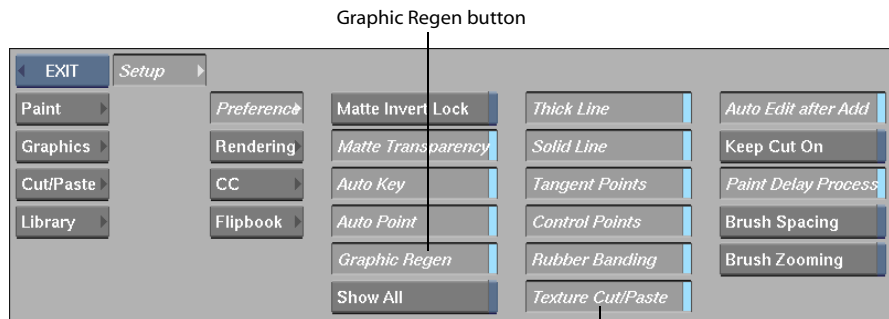 Graphic Regen button
EXIT Setup
Paint Preference Matte Invert Lock Thick Line Auto Edit after Add
Graphics Rendering Matte Transparency Solid Line Keep Cut On
Cut/Paste CC Auto Key Tangent Points Paint Delay Process
Library Flipbook Auto Point Control Points Brush Spacing
Graphic Regen Rubber Banding Brush Zooming
Show All Texture Cut/Paste